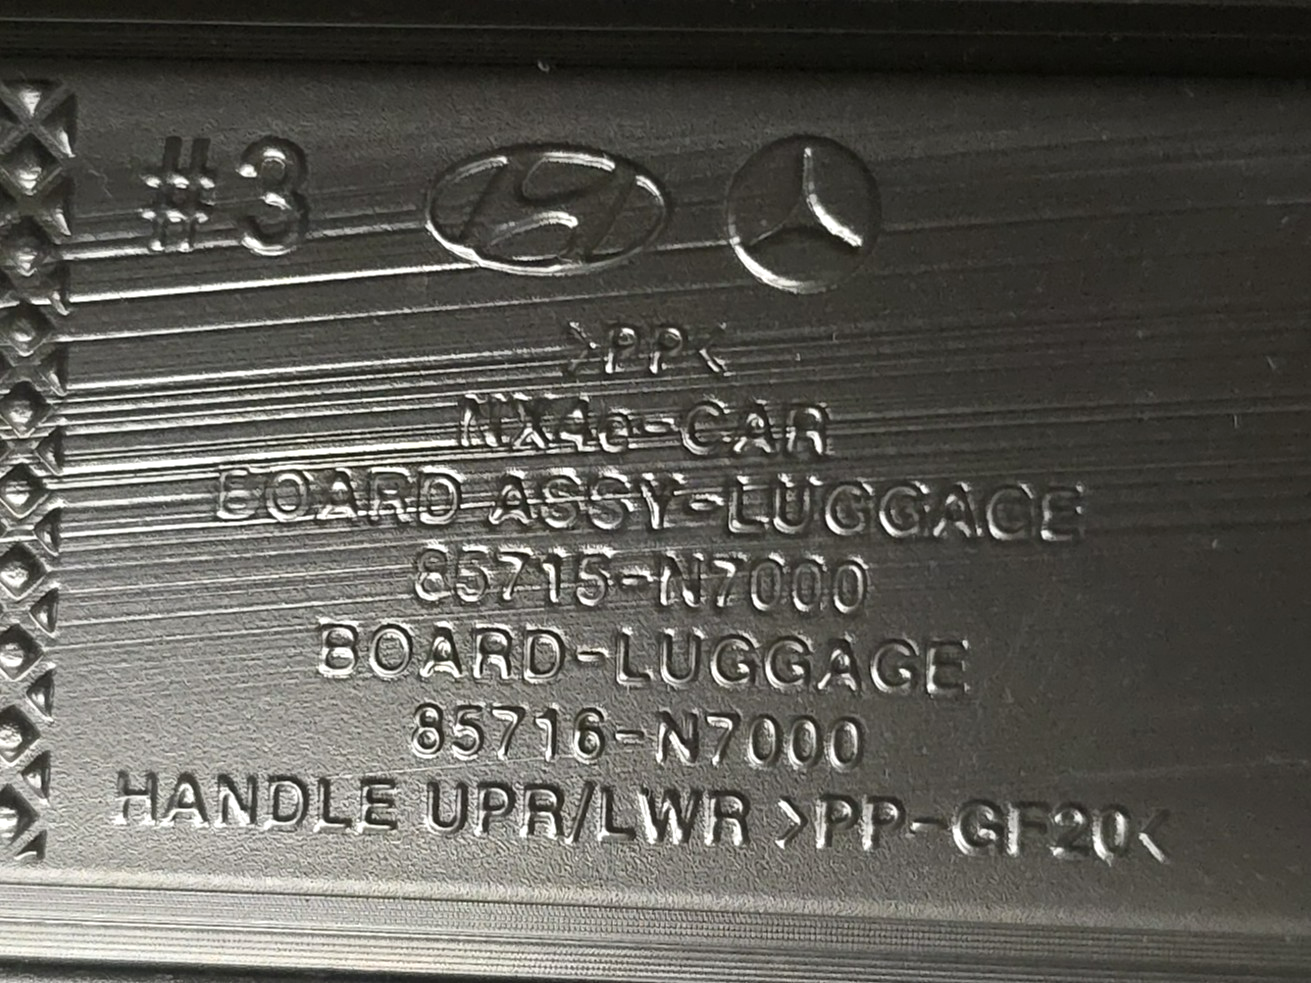 #3
>PP<
NX4e-CAR
BOARD ASSY-LUGGAGE
85715-N7000
BOARD-LUGGAGE
85716-N7000
HANDLE UPR/LWR >PP-GF20<